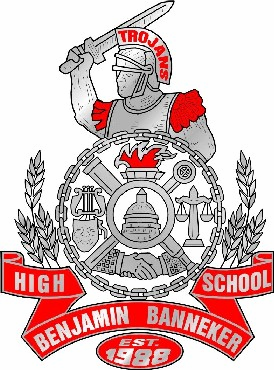 TROJANS
HIGH SCHOOL
BENJAMIN BANNEKER
EST.
1988